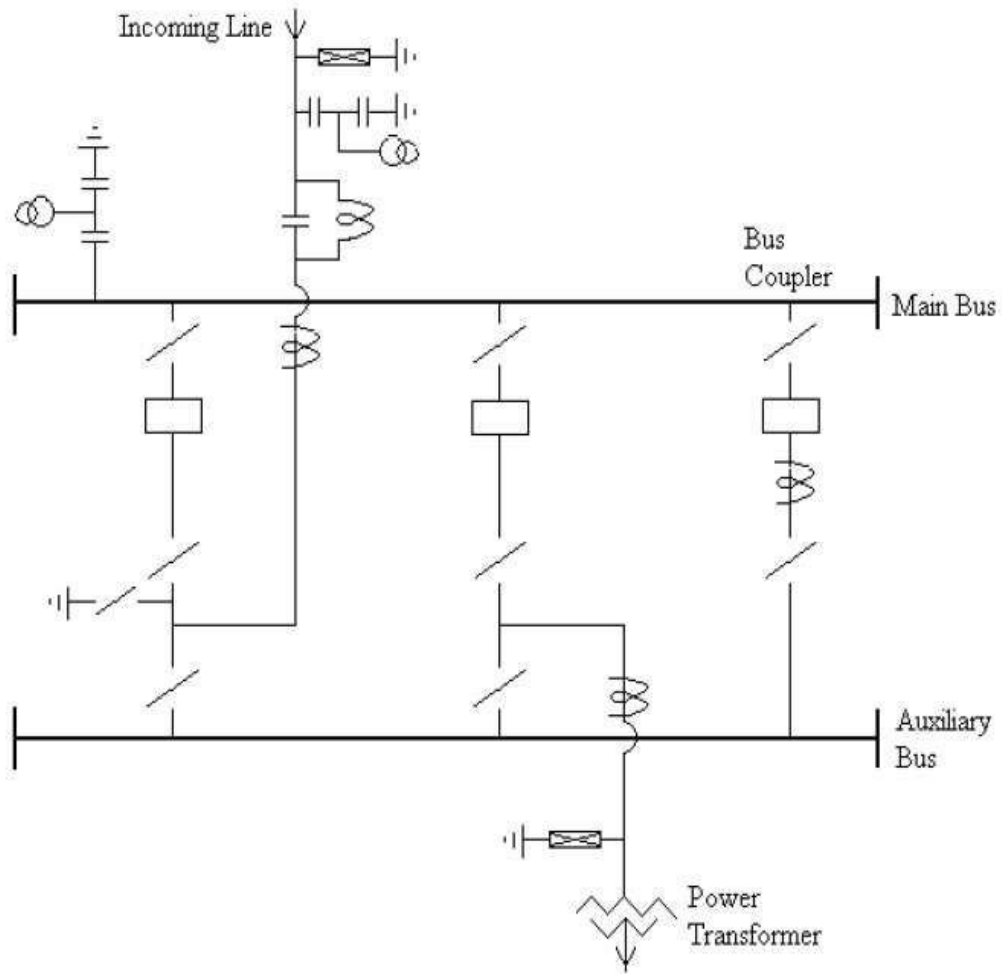 Incoming Line
Bus
Coupler
Main Bus
Auxiliary
Bus
Power
Transformer